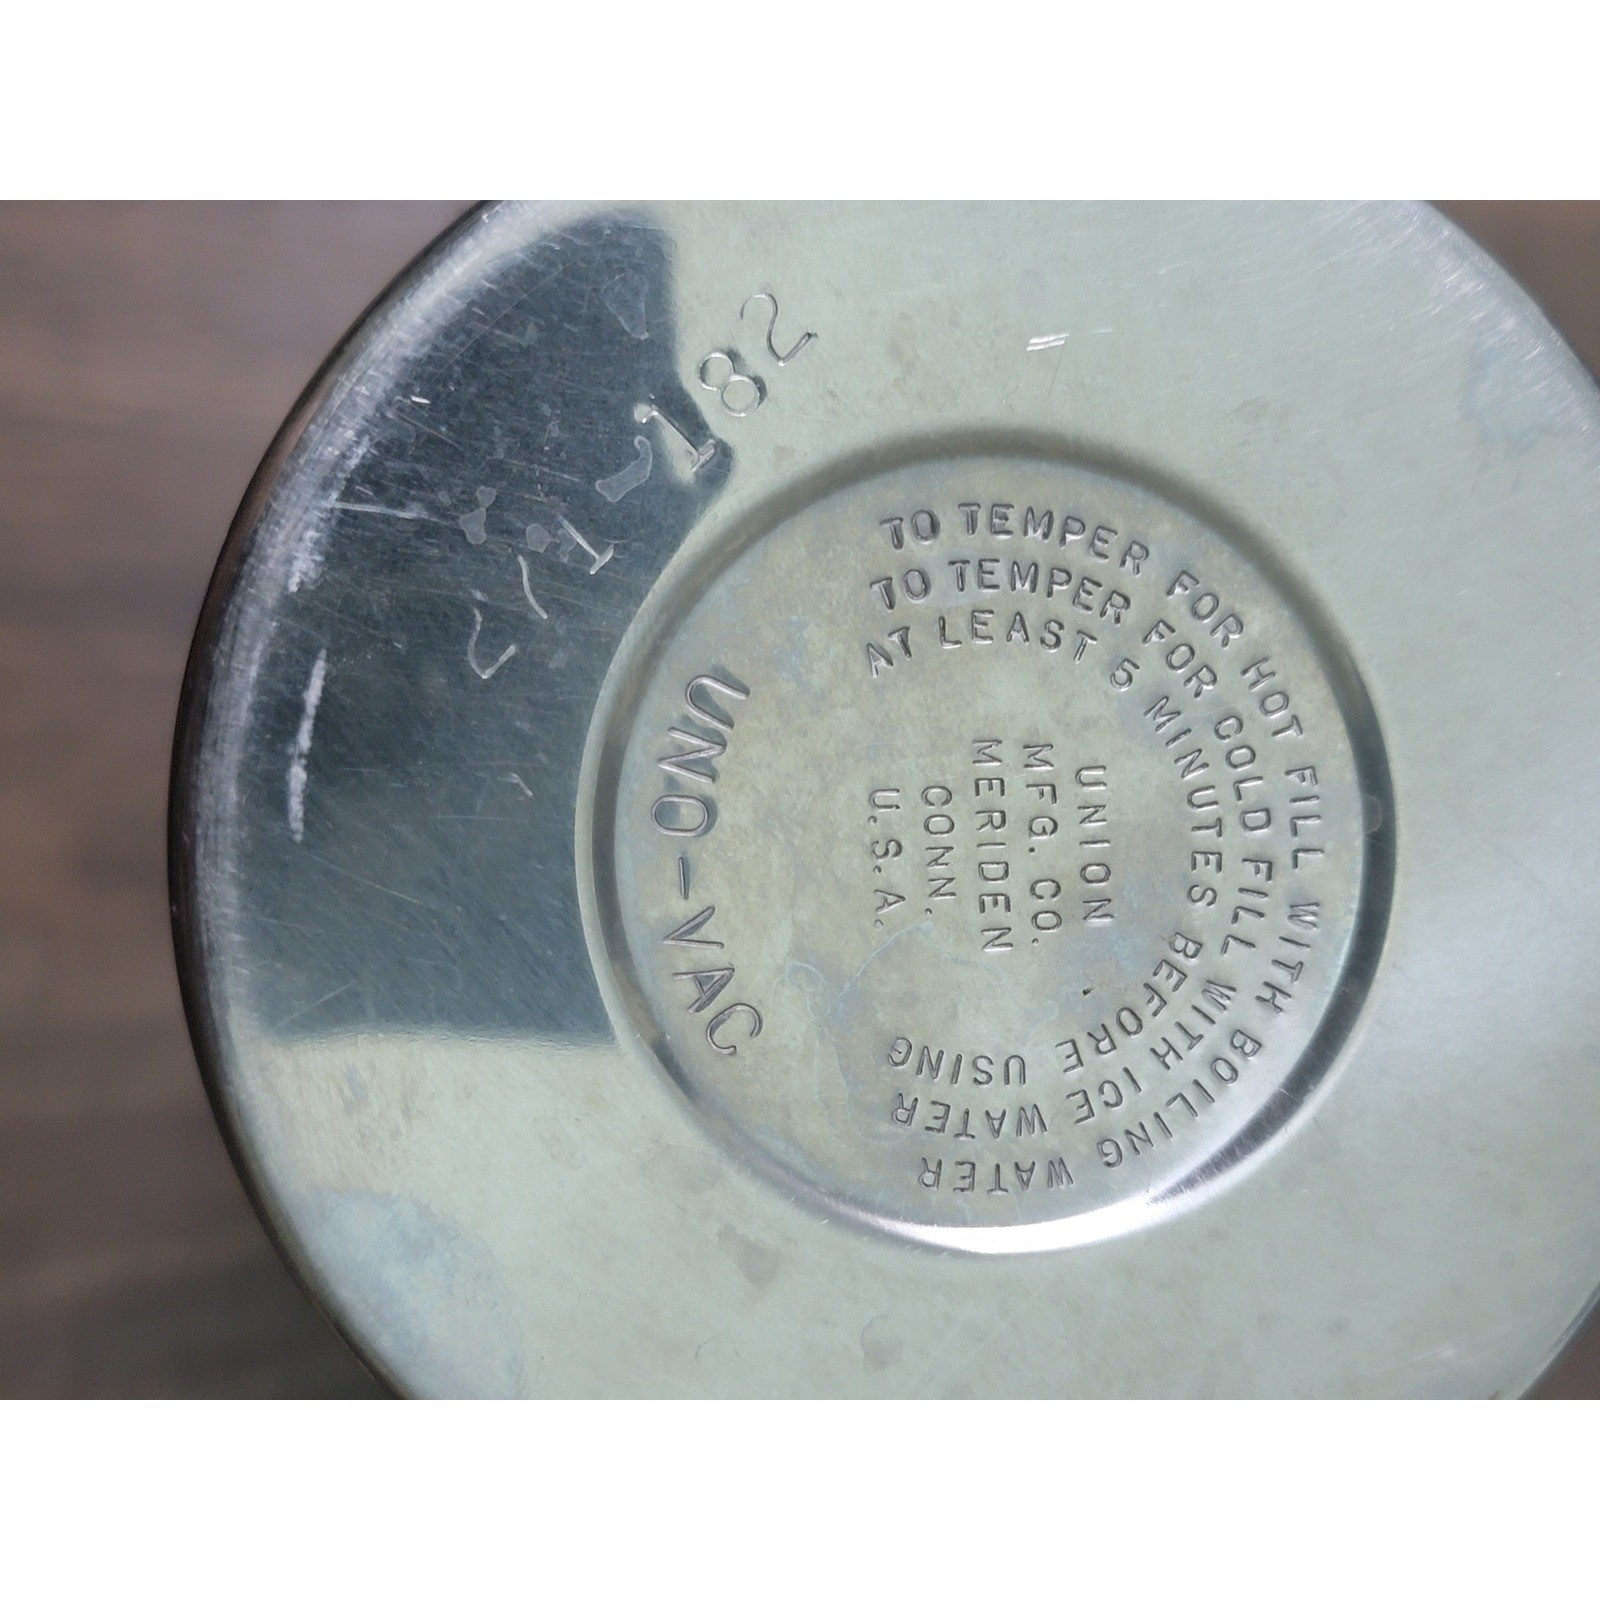 TO TEMPER FOR HOT FILL WITH BOILING WATER
TO TEMPER FOR COLD FILL WITH ICE WATER
AT LEAST 5 MINUTES BEFORE USING
UNION
MFG. CO.
MERIDEN
CONN.
U.S.A.
UNO-VAC
182